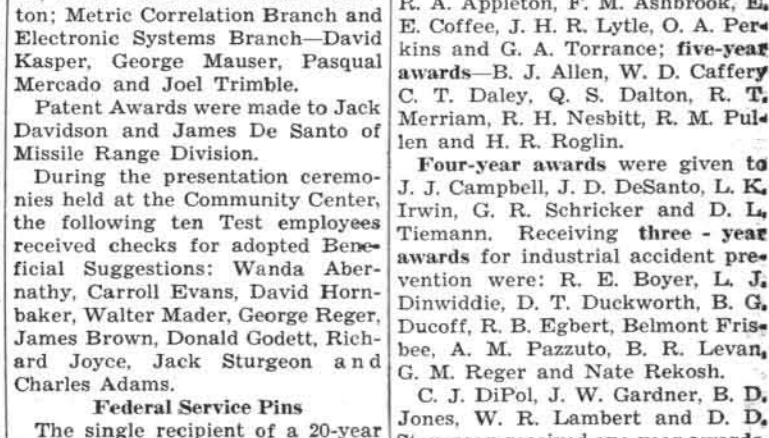 ton; Metric Correlation Branch and
Electronic Systems Branch—David
Kasper, George Mauser, Pasqual
Mercado and Joel Trimble.
Patent Awards were made to Jack
Davidson and James De Santo of
Missile Range Division.
During the presentation ceremo-
nies held at the Community Center,
the following ten Test employees
received checks for adopted Bene-
ficial Suggestions: Wanda Aber-
nathy, Carroll Evans, David Horn-
baker, Walter Mader, George Reger,
James Brown, Donald Godett, Rich-
ard Joyce, Jack Sturgeon and
Charles Adams.
Federal Service Pins
The single recipient of a 20-year
R. A. Appleton, F. M. Ashbrook, E.
E. Coffee, J. H. R. Lytle, O. A. Per-
kins and G. A. Torrance; five-year
awards—B. J. Allen, W. D. Caffery
C. T. Daley, Q. S. Dalton, R. T.
Merriam, R. H. Nesbitt, R. M. Pul-
len and H. R. Roglin.
Four-year awards were given to
J. J. Campbell, J. D. DeSanto, L. K.
Irwin, G. R. Schricker and D. L.
Tiemann. Receiving three - year
awards for industrial accident pre-
vention were: R. E. Boyer, L. J.
Dinwiddie, D. T. Duckworth, B. G.
Ducoff, R. B. Egbert, Belmont Fris-
bee, A. M. Pazzuto, B. R. Levan,
G. M. Reger and Nate Rekosh.
C. J. DiPol, J. W. Gardner, B. D.
Jones, W. R. Lambert and D. D.